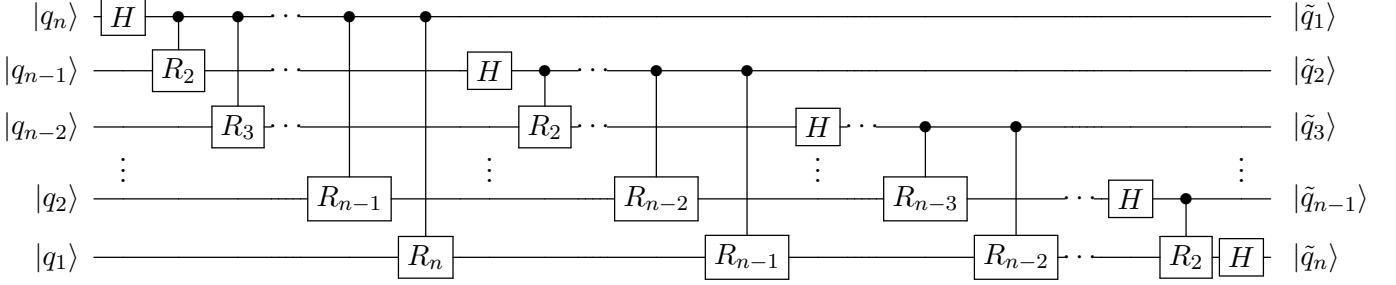 |q_n⟩ H ··· |q̃_1⟩
|q_{n−1}⟩ R_2 ··· H ··· |q̃_2⟩
|q_{n−2}⟩ R_3 ··· R_2 ··· H ··· |q̃_3⟩
⋮ ⋮ ⋮ ⋮
|q_2⟩ R_{n−1} R_{n−2} R_{n−3} ··· H |q̃_{n−1}⟩
|q_1⟩ R_n R_{n−1} R_{n−2} ··· R_2 H |q̃_n⟩